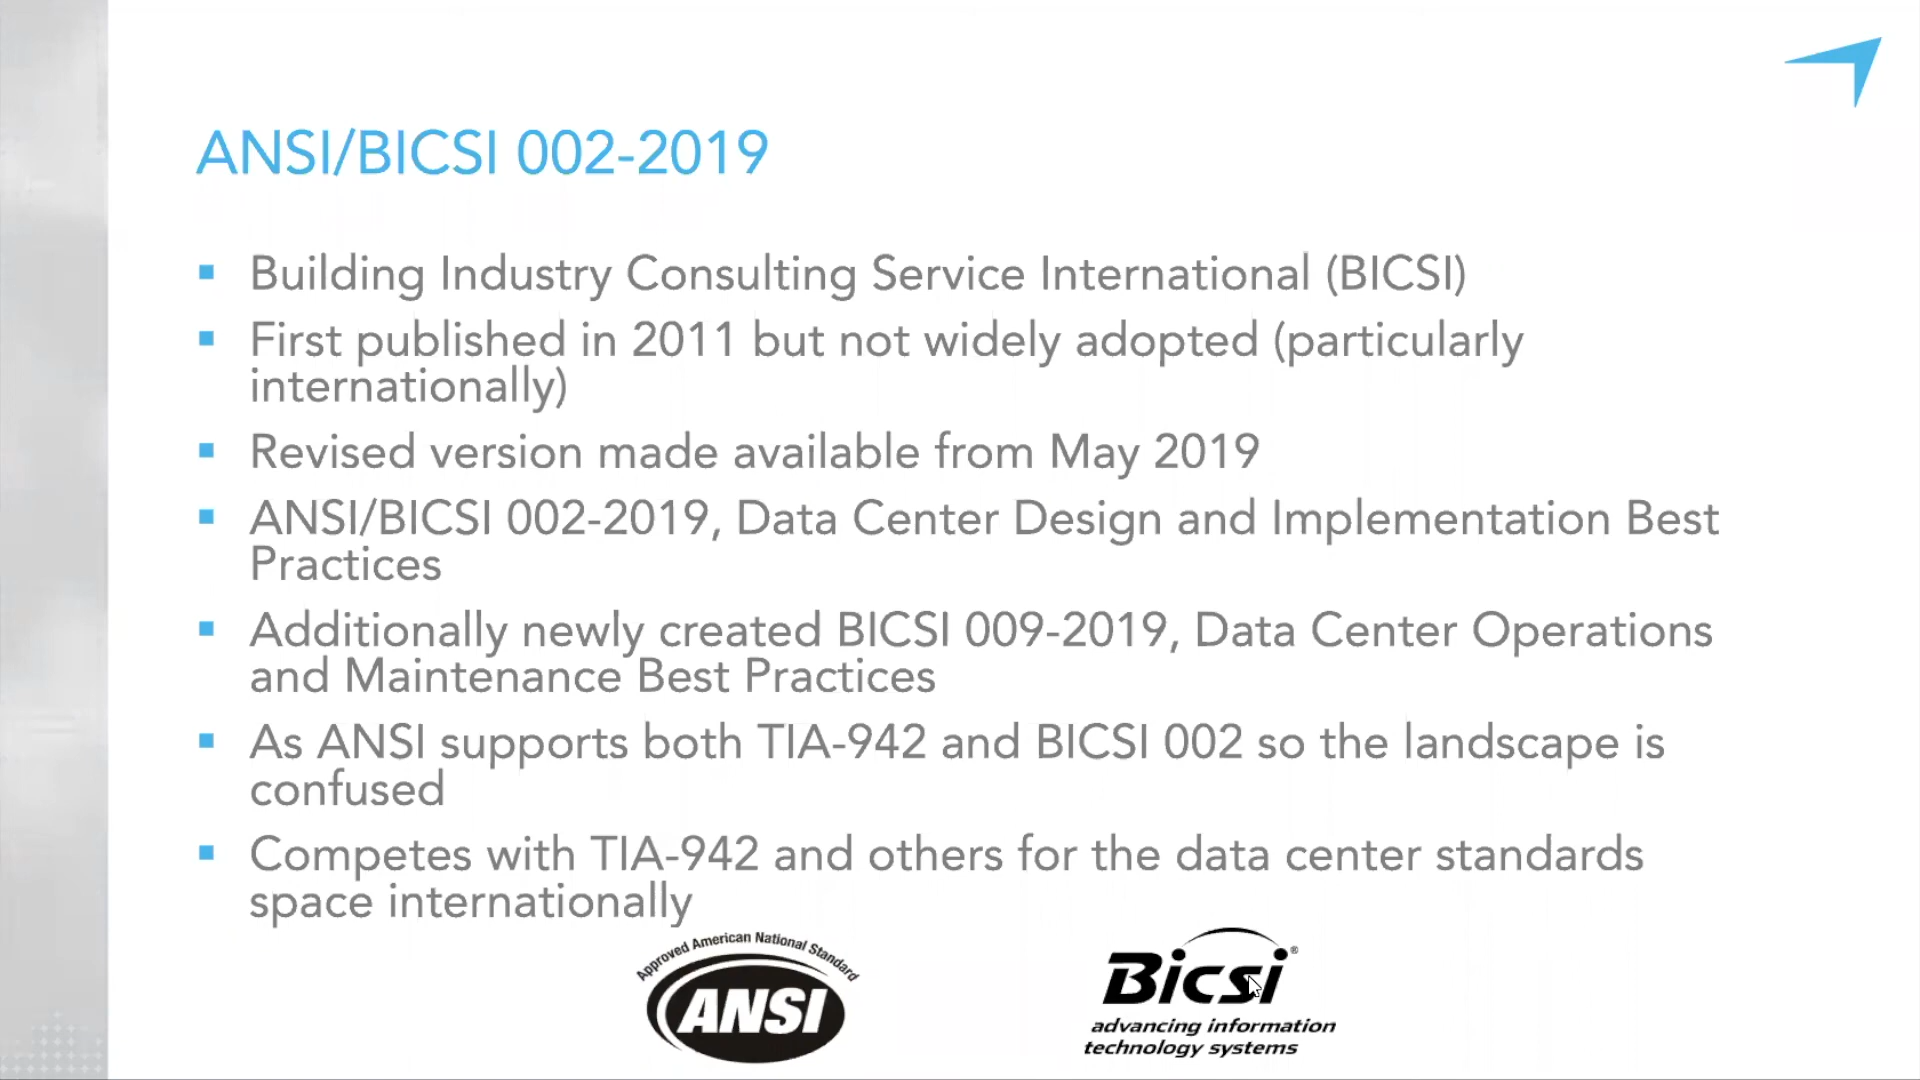 ANSI/BICSI 002-2019
Building Industry Consulting Service International (BICSI)
First published in 2011 but not widely adopted (particularly
internationally)
Revised version made available from May 2019
ANSI/BICSI 002-2019, Data Center Design and Implementation Best
Practices
Additionally newly created BICSI 009-2019, Data Center Operations
and Maintenance Best Practices
As ANSI supports both TIA-942 and BICSI 002 so the landscape is
confused
Competes with TIA-942 and others for the data center standards
space internationally
Approved American National Standard
ANSI
Bicsi®
advancing information
technology systems